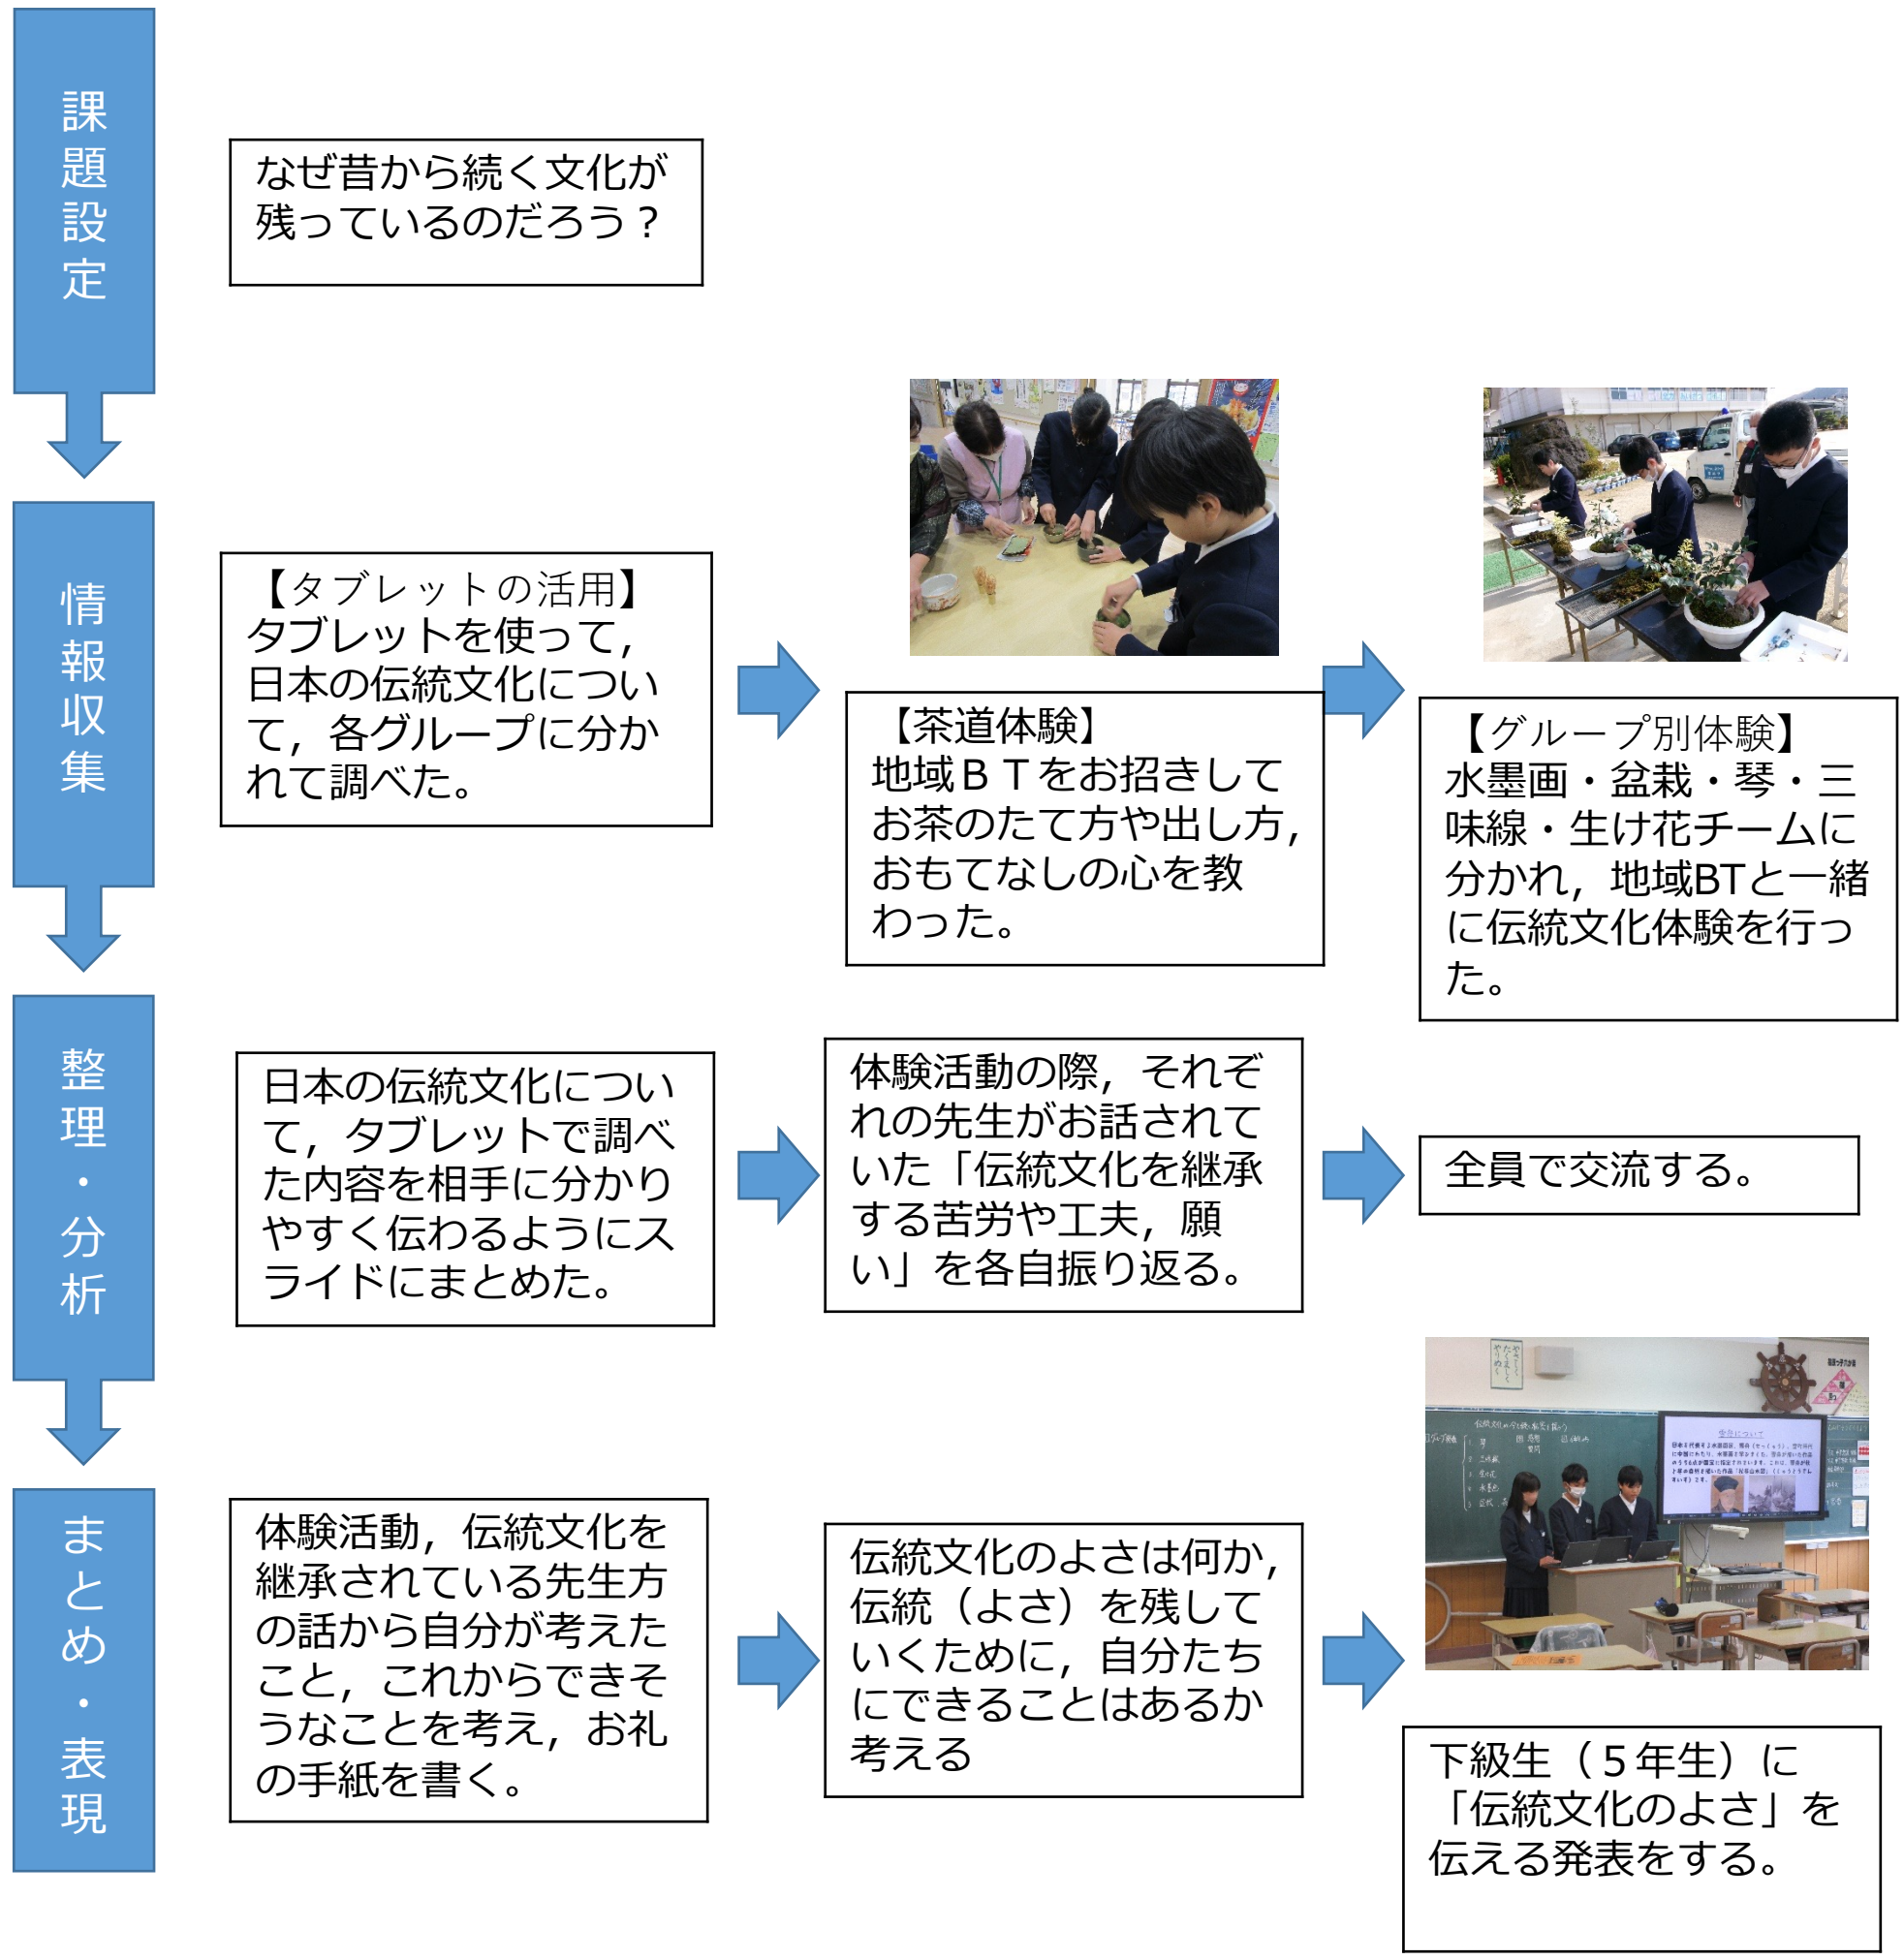 課題設定
なぜ昔から続く文化が
残っているのだろう？
情報収集
【タブレットの活用】
タブレットを使って，
日本の伝統文化につい
て，各グループに分か
れて調べた。
【茶道体験】
地域ＢＴをお招きして
お茶のたて方や出し方，
おもてなしの心を教
わった。
【グループ別体験】
水墨画・盆栽・琴・三
味線・生け花チームに
分かれ，地域BTと一緒
に伝統文化体験を行っ
た。
整理・分析
日本の伝統文化につい
て，タブレットで調べ
た内容を相手に分かり
やすく伝わるようにス
ライドにまとめた。
体験活動の際，それぞ
れの先生がお話されて
いた「伝統文化を継承
する苦労や工夫，願
い」を各自振り返る。
全員で交流する。
まとめ・表現
体験活動，伝統文化を
継承されている先生方
の話から自分が考えた
こと，これからできそ
うなことを考え，お礼
の手紙を書く。
伝統文化のよさは何か，
伝統（よさ）を残して
いくために，自分たち
にできることはあるか
考える
下級生（５年生）に
「伝統文化のよさ」を
伝える発表をする。